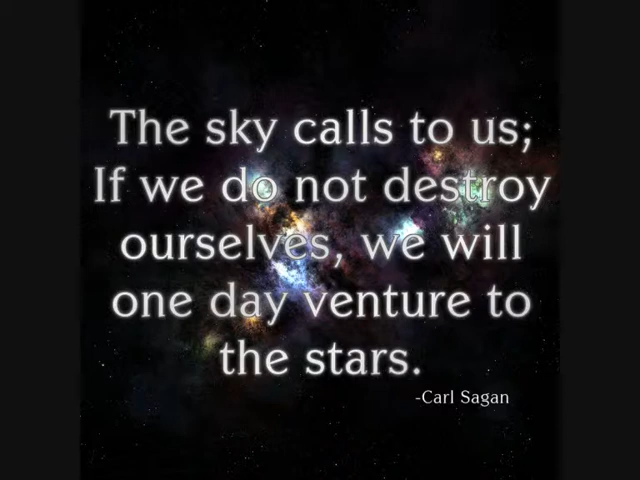 The sky calls to us;
If we do not destroy
ourselves, we will
one day venture to
the stars.
-Carl Sagan